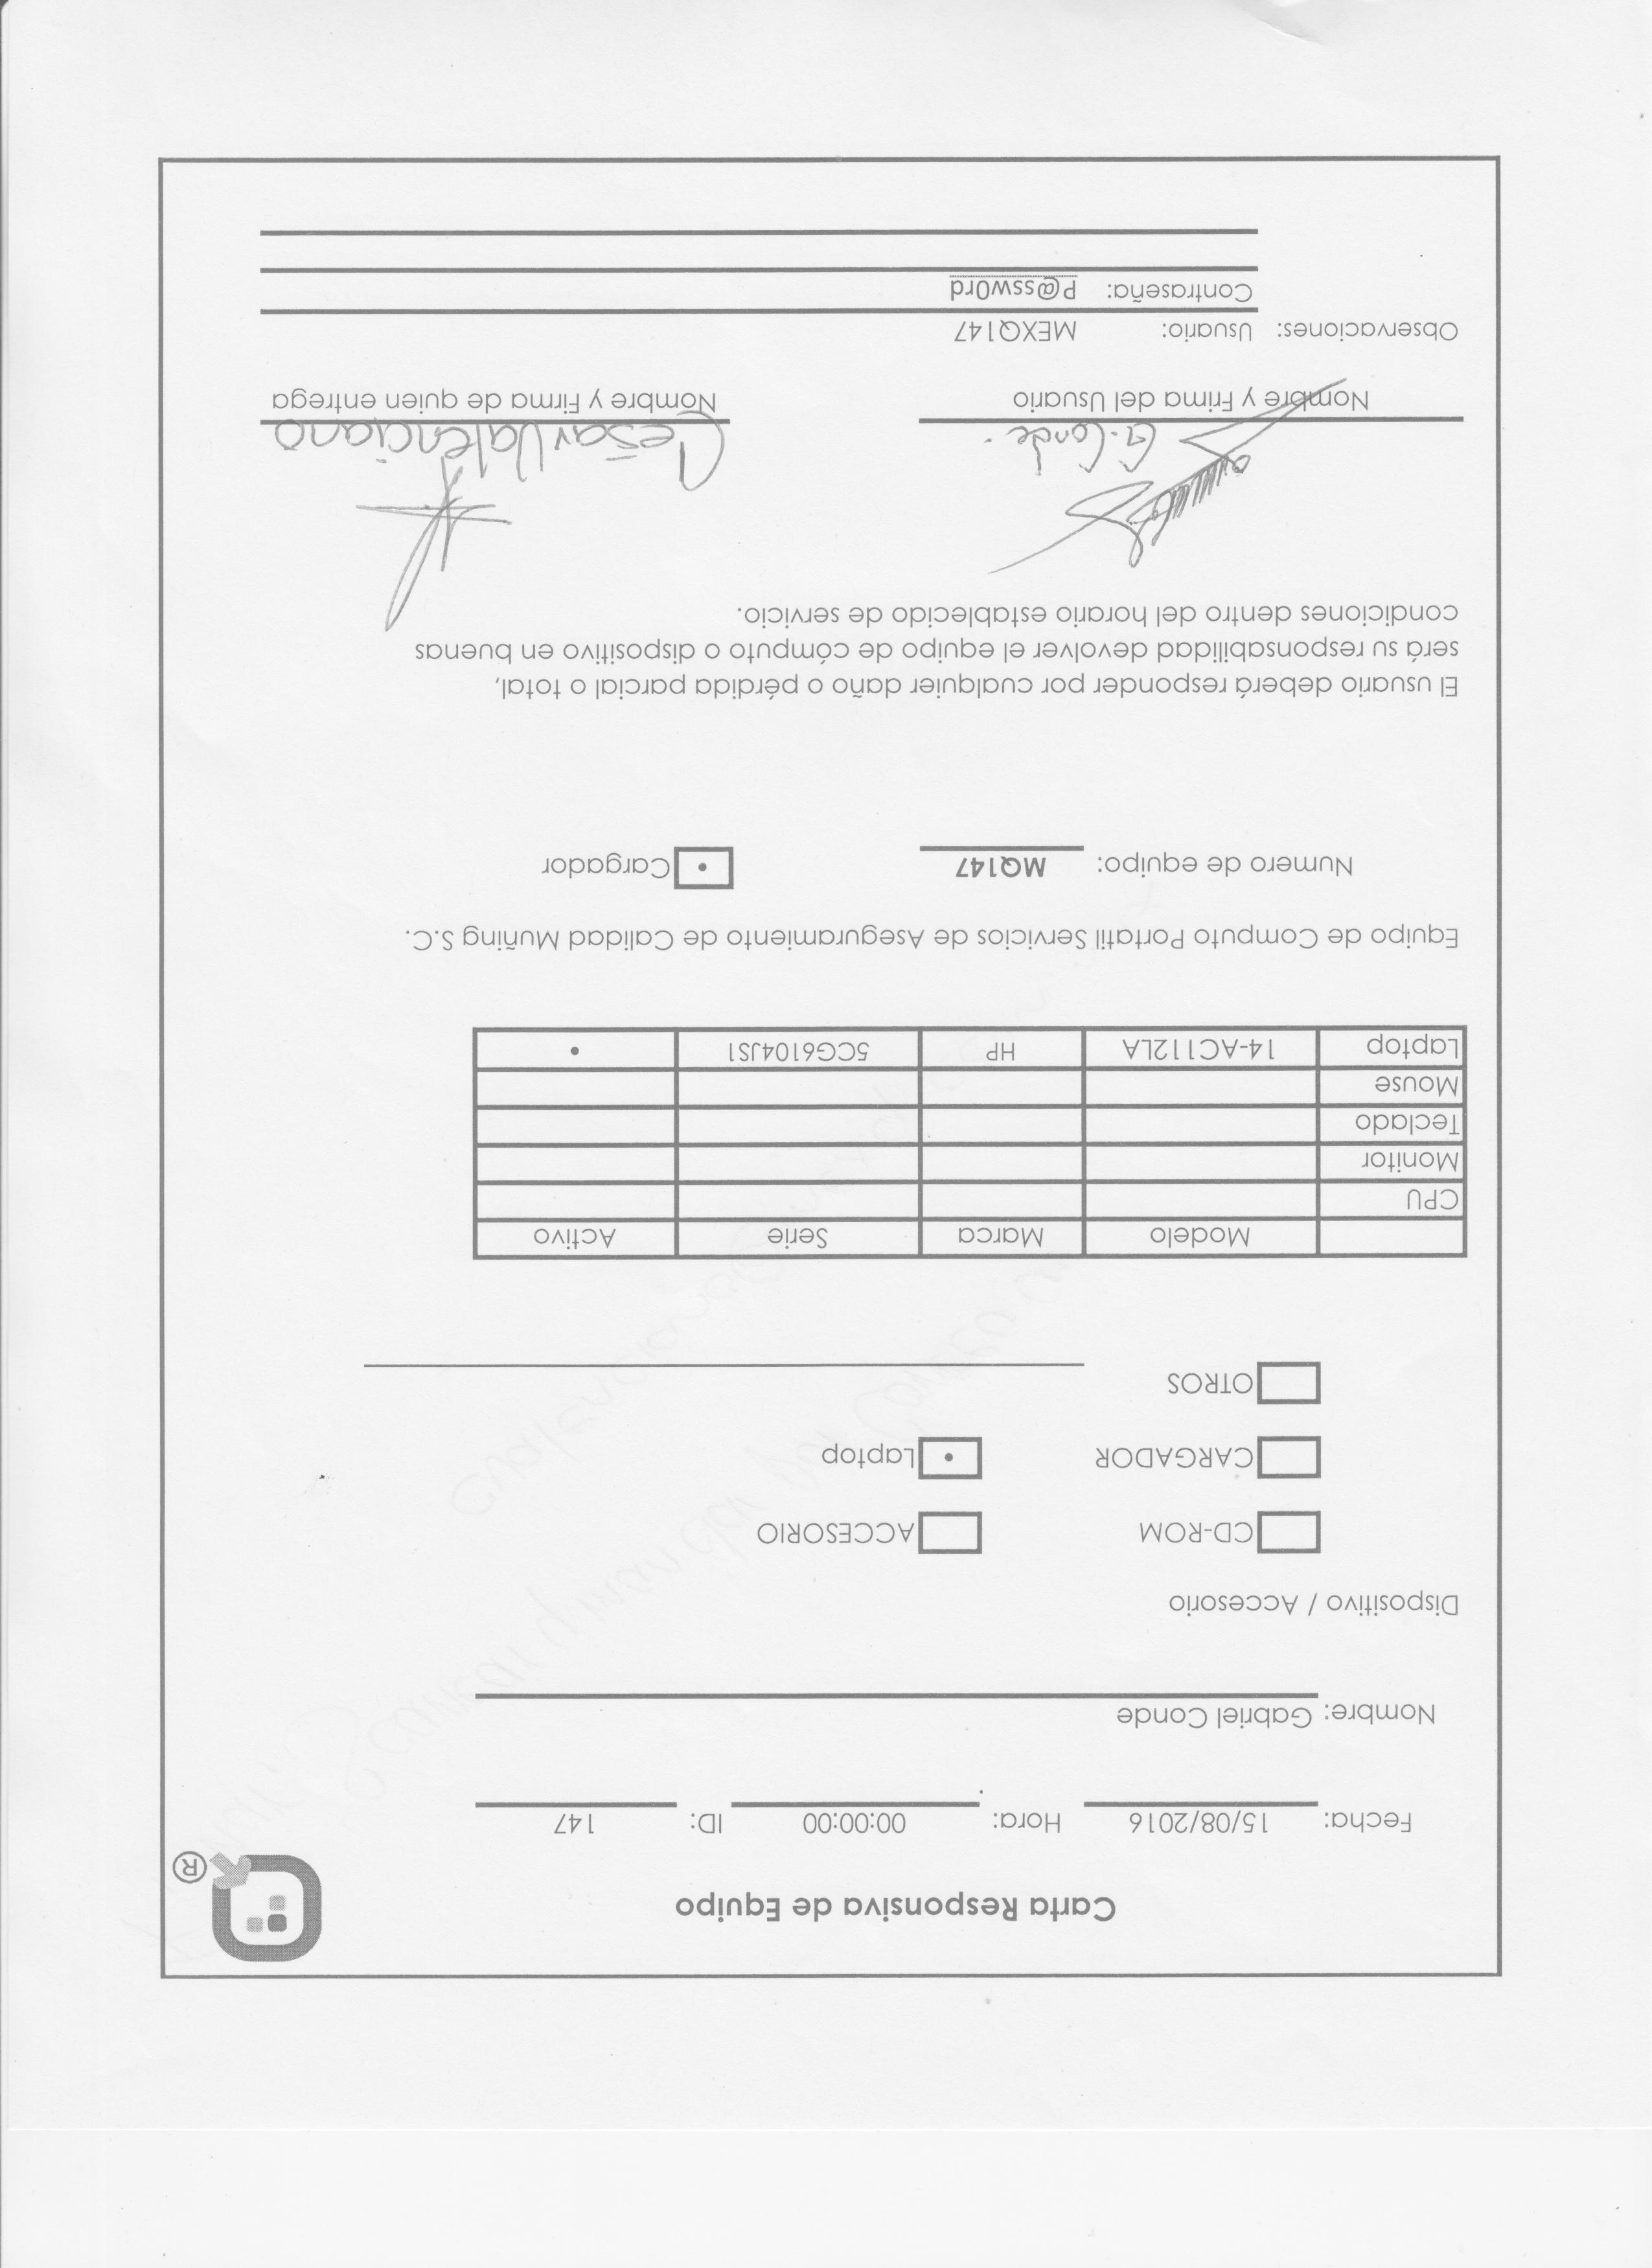 Carta Responsiva de Equipo
®
Fecha: 15/08/2016 Hora: 00:00:00 ID: 147
Nombre: Gabriel Conde
Dispositivo / Accesorio
CD-ROM ACCESORIO
CARGADOR Laptop
OTROS
Modelo Marca Serie Activo
CPU
Monitor
Teclado
Mouse
Laptop 14-AC112LA HP 5CG6104JS1 •
Equipo de Computo Portatil Servicios de Aseguramiento de Calidad Muñing S.C.
Numero de equipo: MQ147 Cargador
El usuario deberá responder por cualquier daño o pérdida parcial o total,
será su responsabilidad devolver el equipo de cómputo o dispositivo en buenas
condiciones dentro del horario establecido de servicio.
G. Conde. Cesar Valenciano
Nombre y Frima del Usuario Nombre y Firma de quien entrega
Observaciones: Usuario: MEXQ147
Contraseña: P@ssw0rd